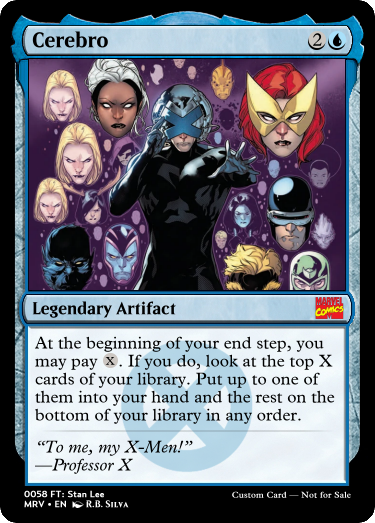 Cerebro 2
Legendary Artifact MARVEL COMICS
At the beginning of your end step, you
may pay X. If you do, look at the top X
cards of your library. Put up to one of
them into your hand and the rest on the
bottom of your library in any order.
“To me, my X-Men!”
—Professor X
0058 FT: Stan Lee
MRV • EN R.B. Silva
Custom Card — Not for Sale